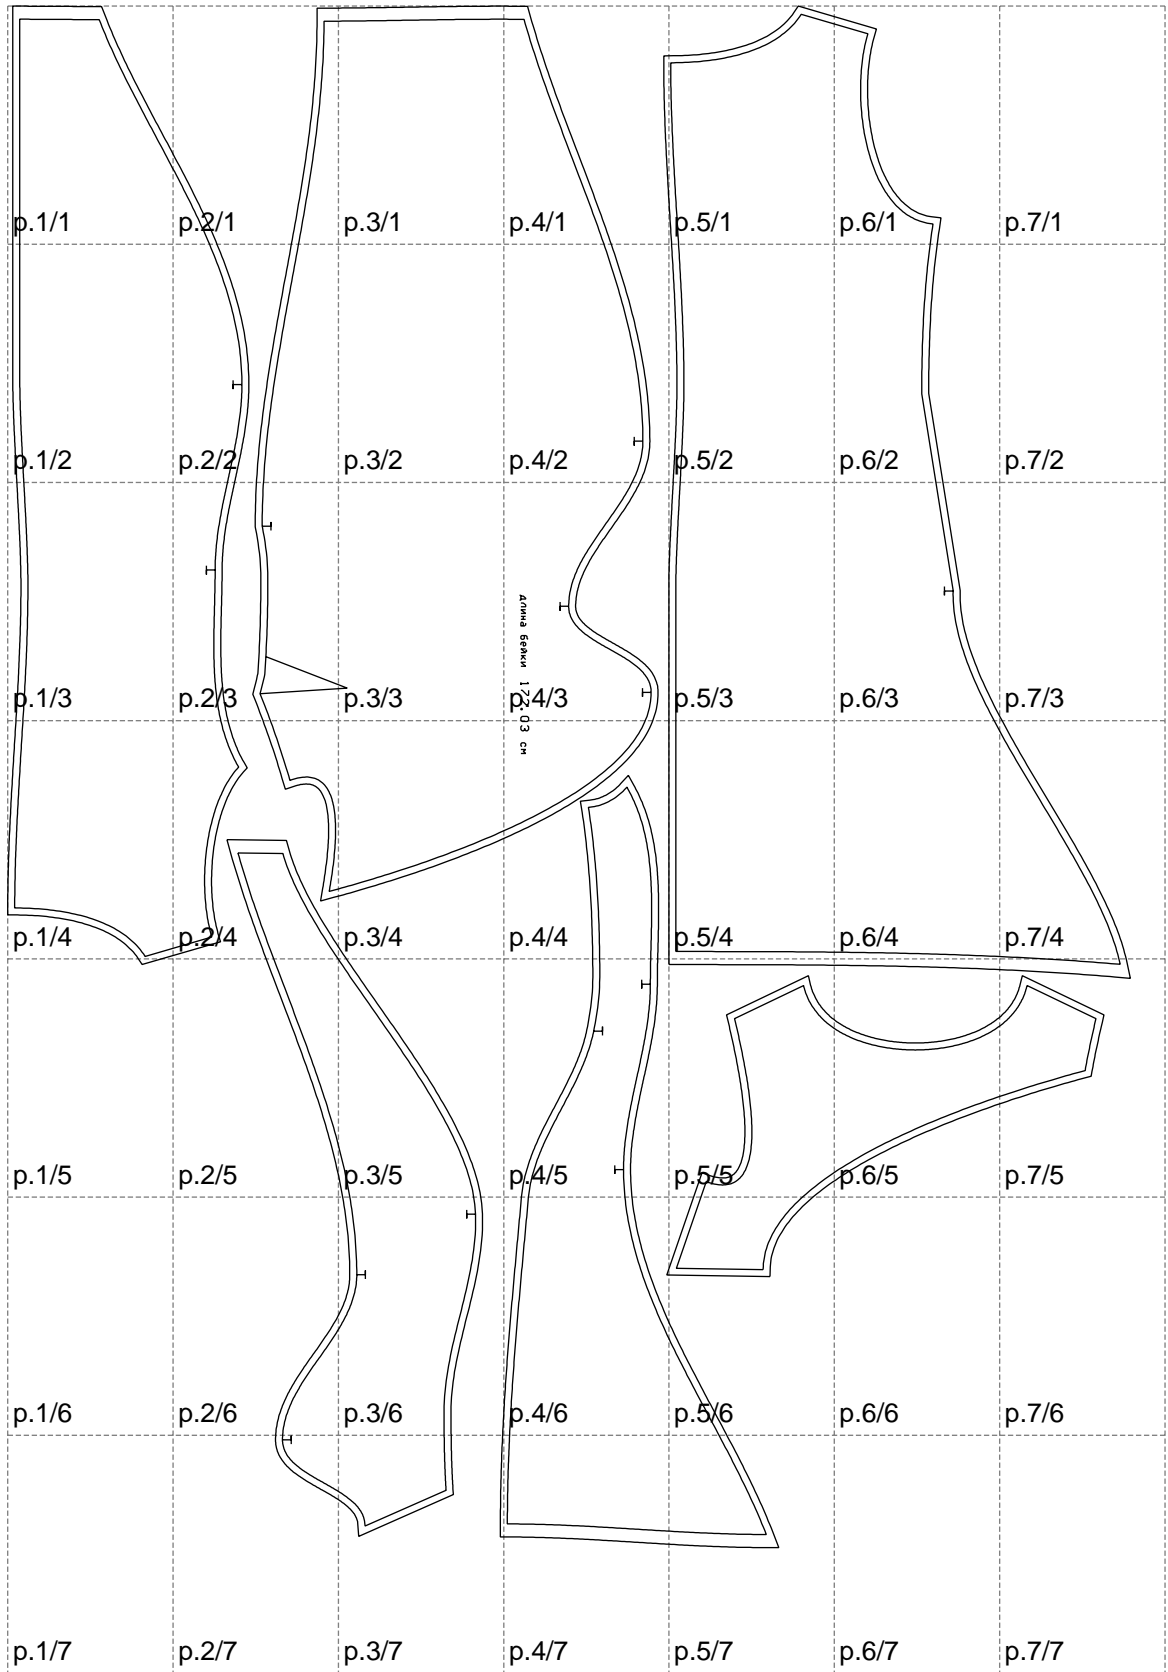 p.1/1 p.2/1 p.3/1 p.4/1 p.5/1 p.6/1 p.7/1
p.1/2 p.2/2 p.3/2 p.4/2 p.5/2 p.6/2 p.7/2
длина бейки 172.03 см
p.1/3 p.2/3 p.3/3 p.4/3 p.5/3 p.6/3 p.7/3
p.1/4 p.2/4 p.3/4 p.4/4 p.5/4 p.6/4 p.7/4
p.1/5 p.2/5 p.3/5 p.4/5 p.5/5 p.6/5 p.7/5
p.1/6 p.2/6 p.3/6 p.4/6 p.5/6 p.6/6 p.7/6
p.1/7 p.2/7 p.3/7 p.4/7 p.5/7 p.6/7 p.7/7